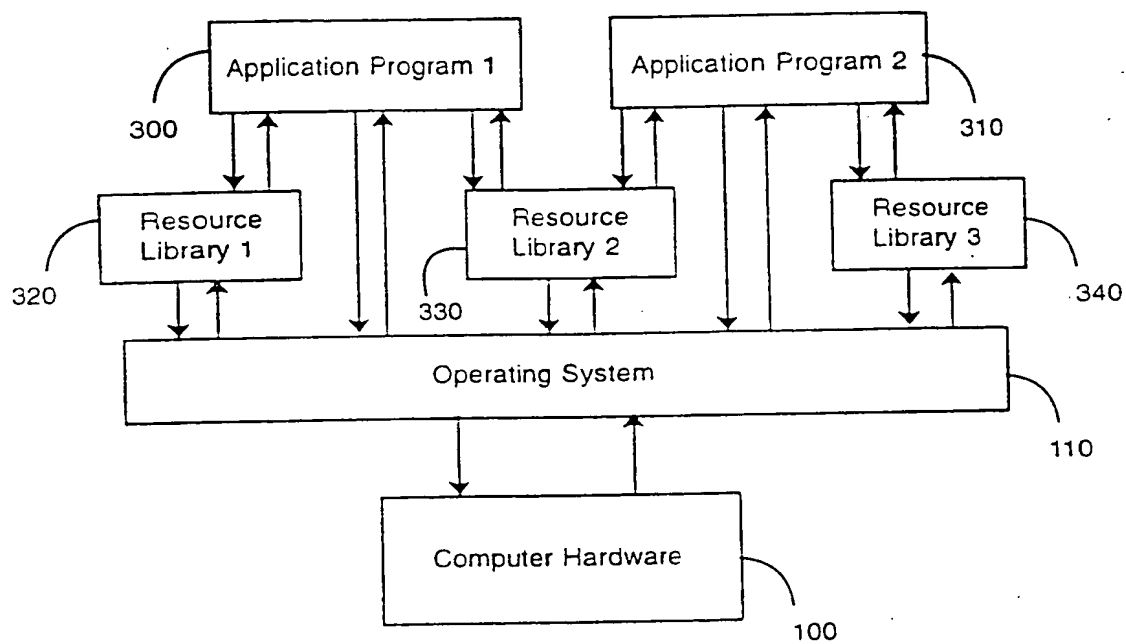 Application Program 1
Application Program 2
300
310
Resource
Library 1
Resource
Library 2
Resource
Library 3
320
330
340
Operating System
110
Computer Hardware
100